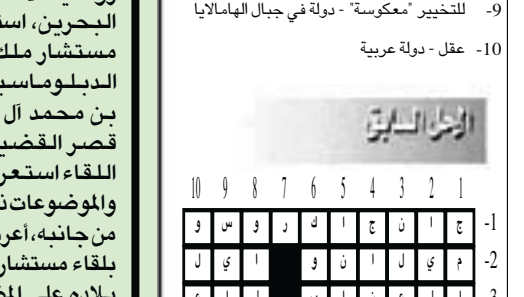 9- للتخيير "معكوسة" - دولة في جبال الهامالايا
10- عقل - دولة عربية
الحل السابق
1 2 3 4 5 6 7 8 9 10
1- ج ا ن ج ا ك ر و س و
2- م ي ل ا ن و ا ي ل
البحرين، است
مستشار ملك
الدبلوماسي
بن محمد آل
قصر القضي
اللقاء استعر
والموضوعات ذ
من جانبه، أعر
بلقاء مستشار